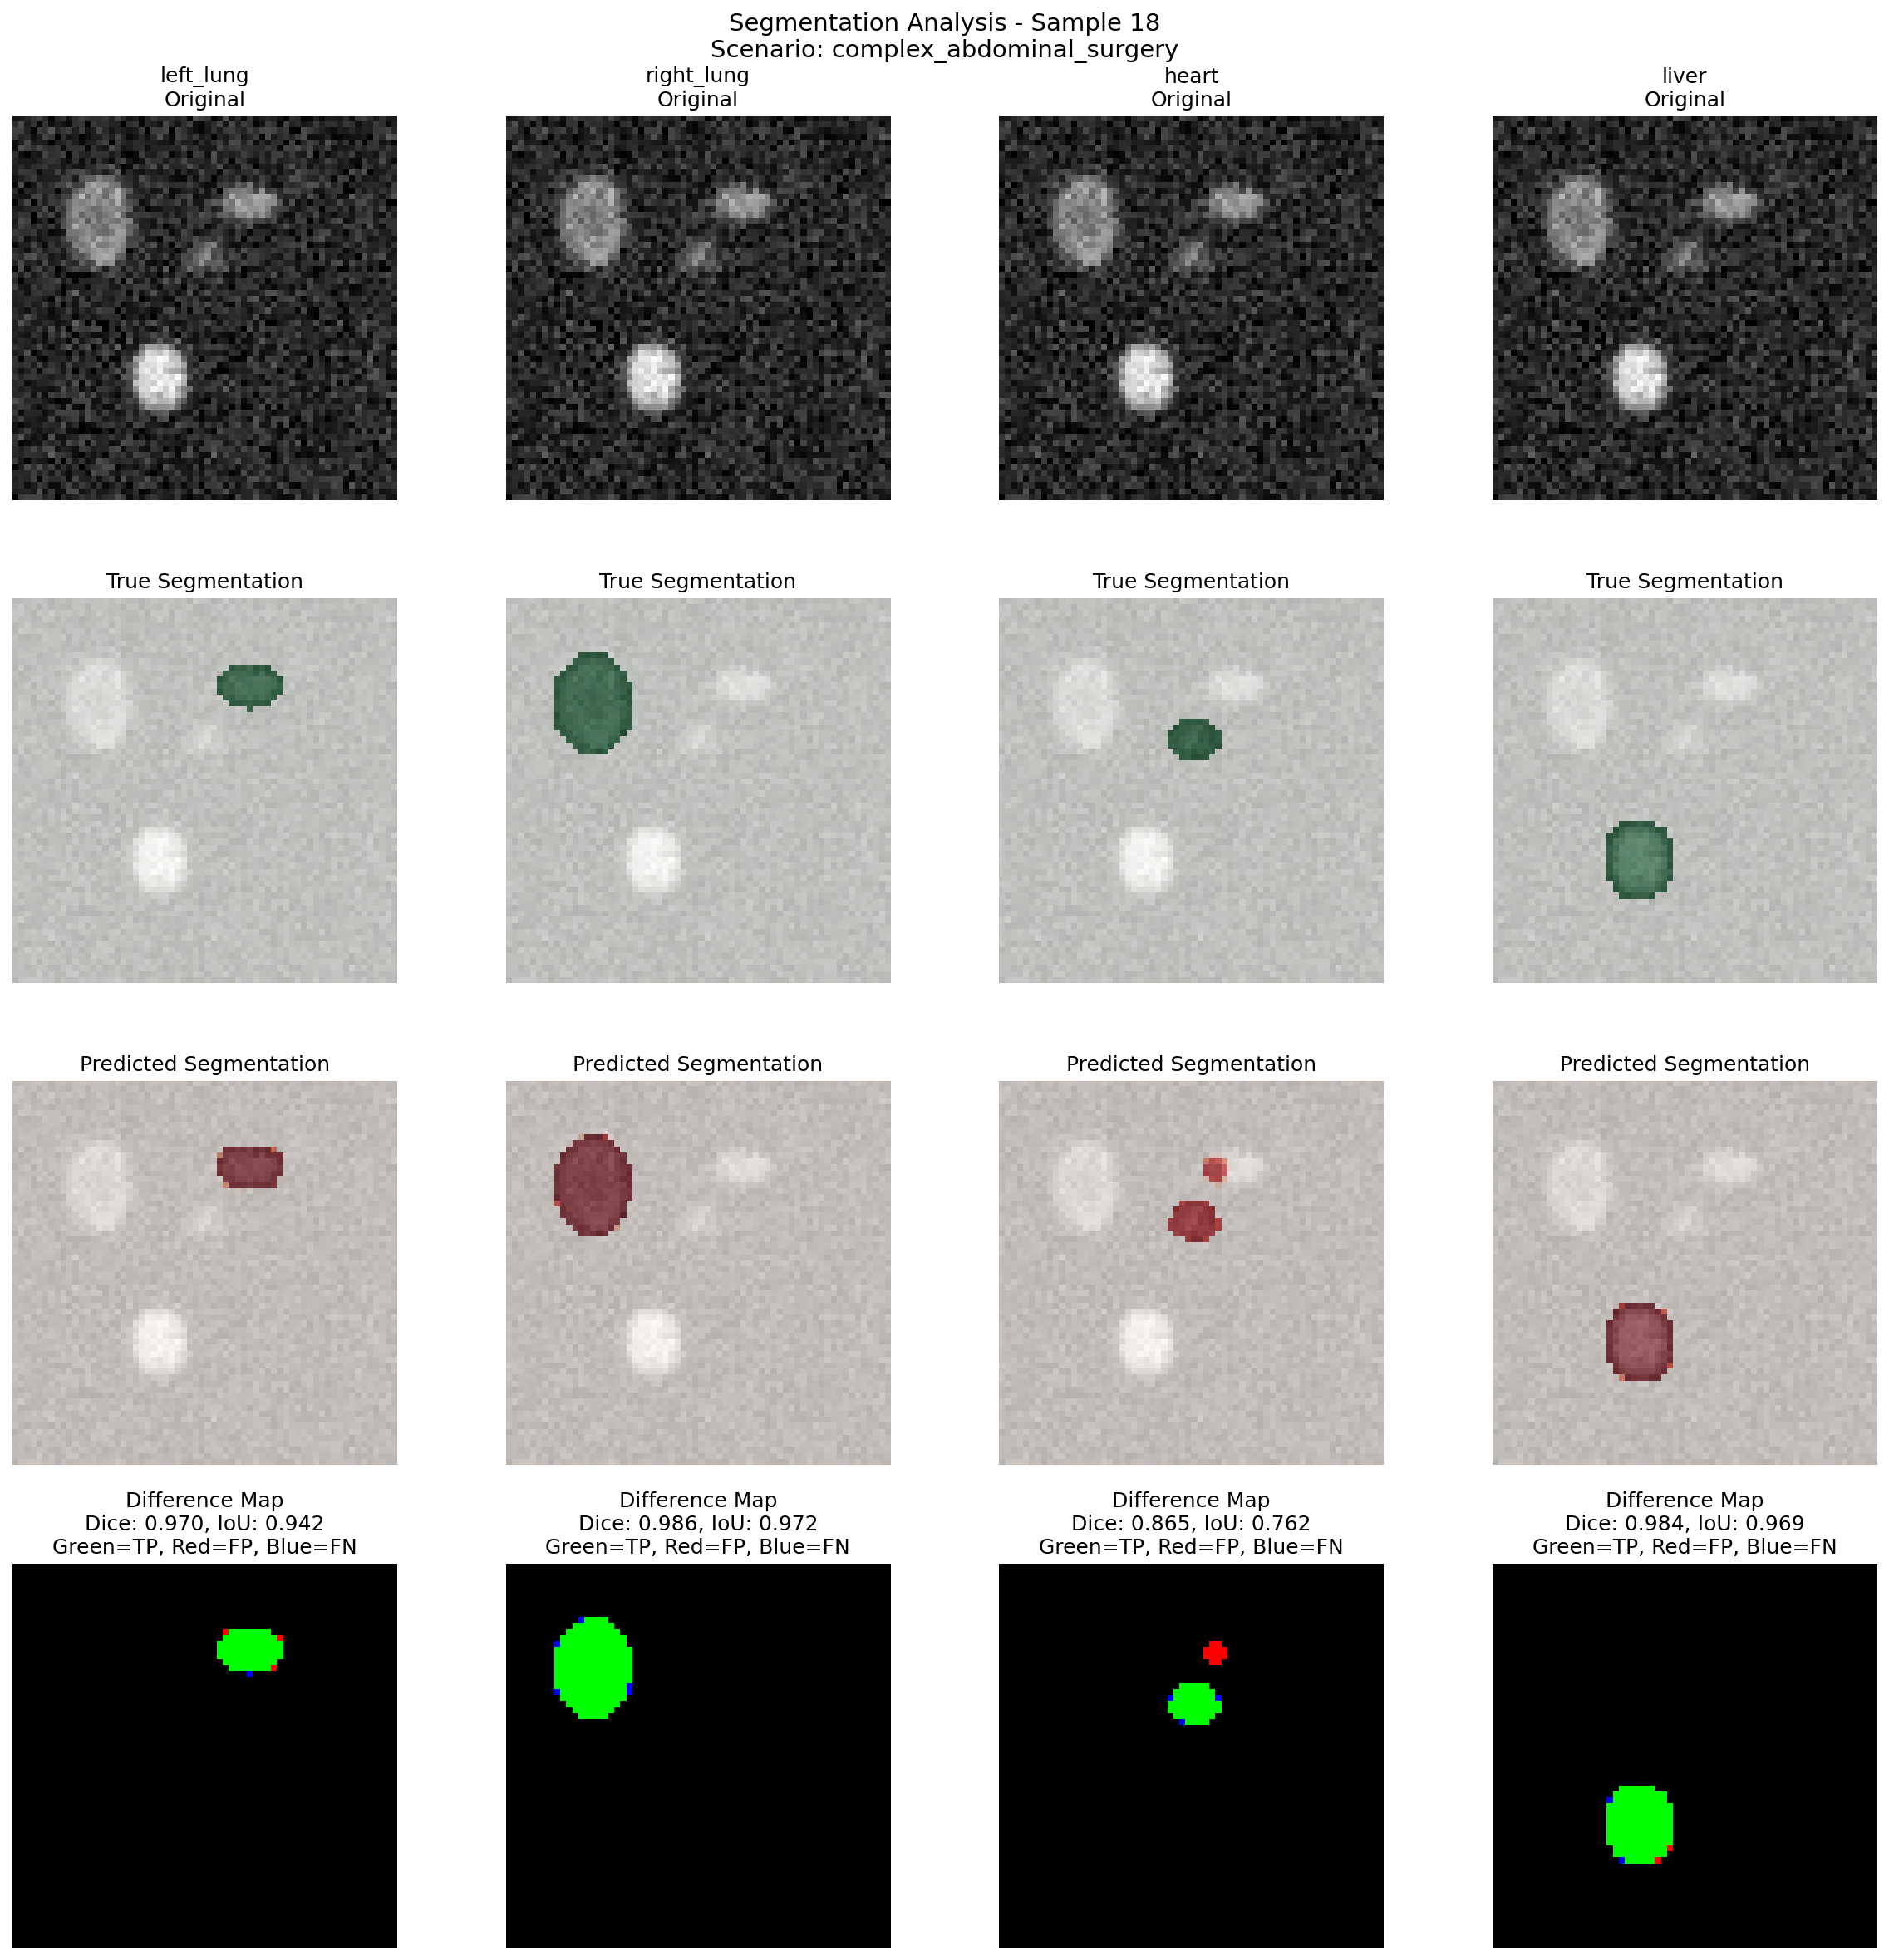 Segmentation Analysis - Sample 18
Scenario: complex_abdominal_surgery
left_lung
Original
right_lung
Original
heart
Original
liver
Original
True Segmentation
True Segmentation
True Segmentation
True Segmentation
Predicted Segmentation
Predicted Segmentation
Predicted Segmentation
Predicted Segmentation
Difference Map
Dice: 0.970, IoU: 0.942
Green=TP, Red=FP, Blue=FN
Difference Map
Dice: 0.986, IoU: 0.972
Green=TP, Red=FP, Blue=FN
Difference Map
Dice: 0.865, IoU: 0.762
Green=TP, Red=FP, Blue=FN
Difference Map
Dice: 0.984, IoU: 0.969
Green=TP, Red=FP, Blue=FN